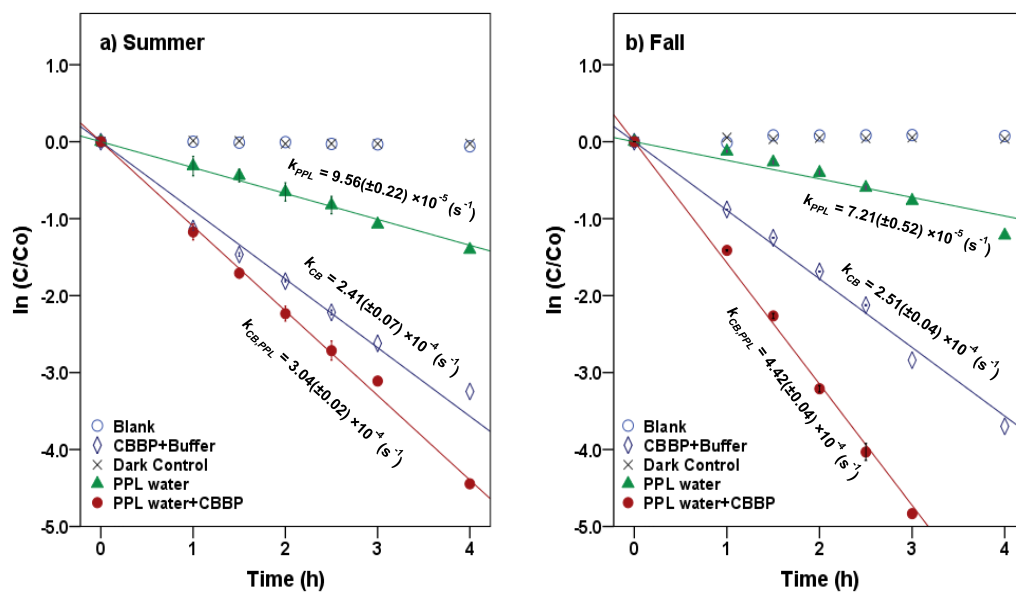 a) Summer
1.0
0.0
-1.0
-2.0
-3.0
-4.0
-5.0
ln (C/Co)
k_PPL = 9.56(±0.22) ×10^-5 (s^-1)
k_CB = 2.41(±0.07) ×10^-4 (s^-1)
k_CB,PPL = 3.04(±0.02) ×10^-4 (s^-1)
Blank
CBBP+Buffer
Dark Control
PPL water
PPL water+CBBP
0 1 2 3 4
Time (h)
b) Fall
1.0
0.0
-1.0
-2.0
-3.0
-4.0
-5.0
ln (C/Co)
k_PPL = 7.21(±0.52) ×10^-5 (s^-1)
k_CB = 2.51(±0.04) ×10^-4 (s^-1)
k_CB,PPL = 4.42(±0.04) ×10^-4 (s^-1)
Blank
CBBP+Buffer
Dark Control
PPL water
PPL water+CBBP
0 1 2 3 4
Time (h)